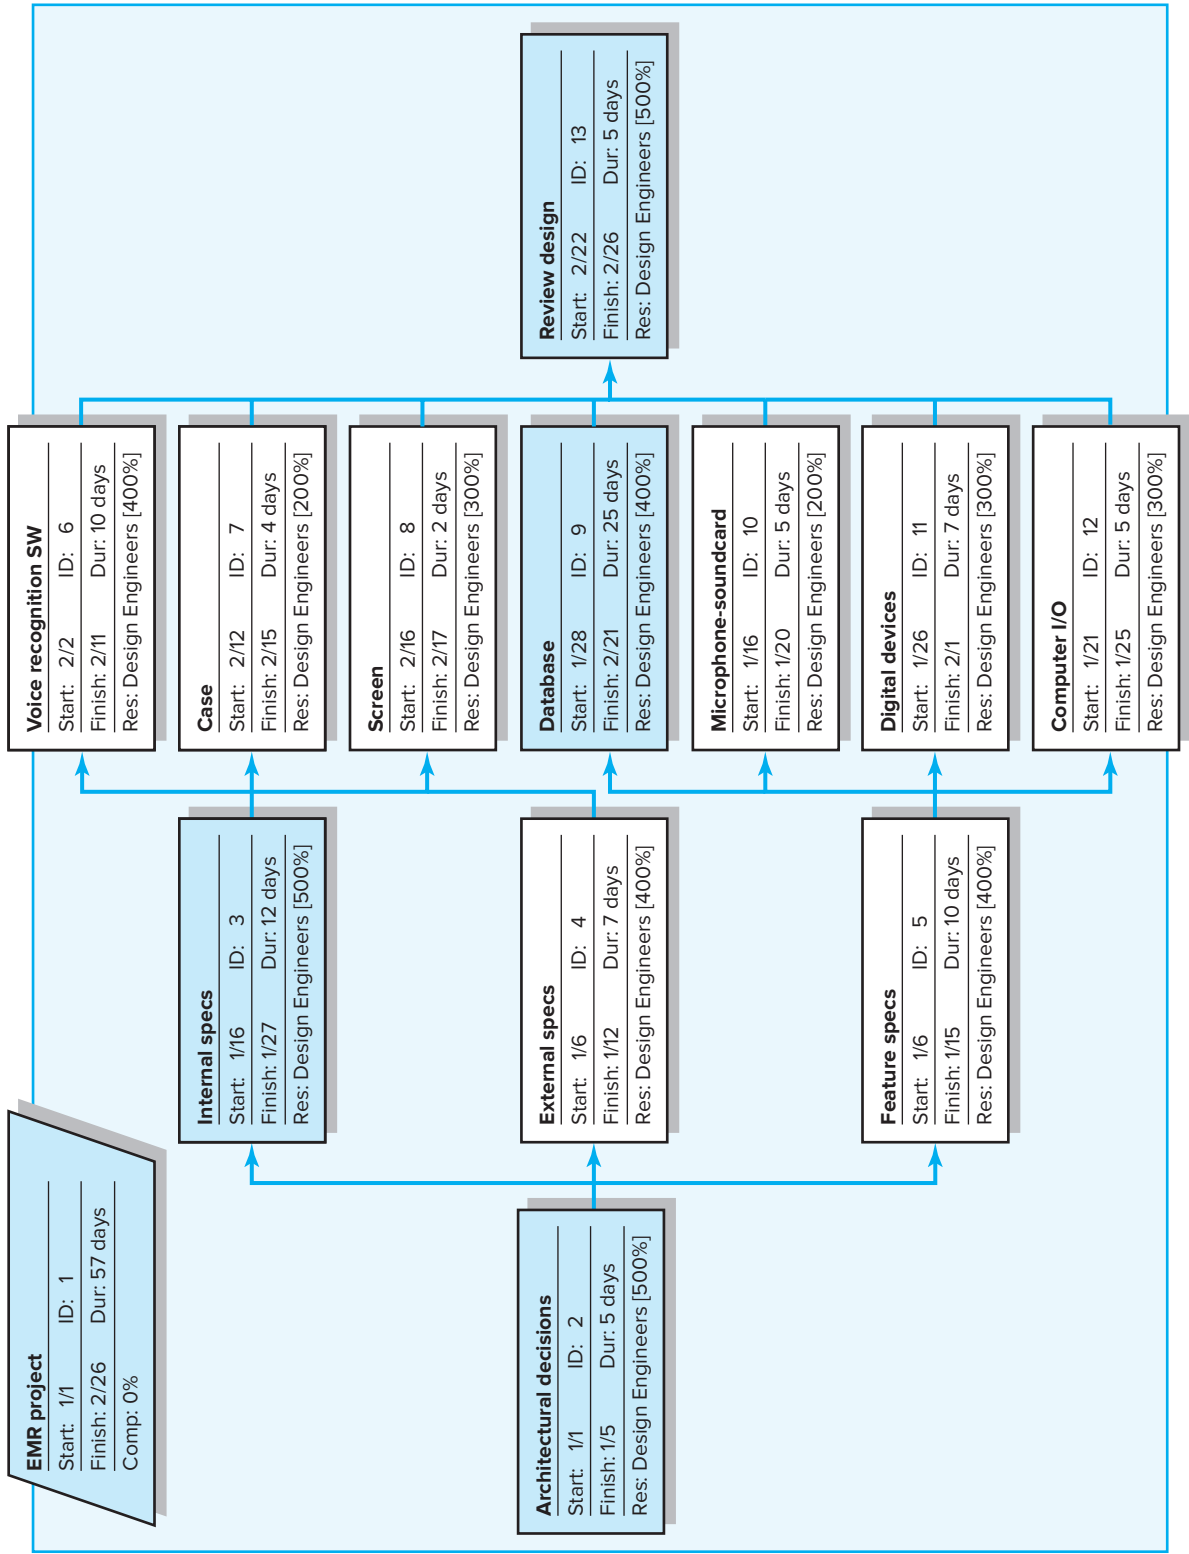 EMR project
Start: 1/1 ID: 1
Finish: 2/26 Dur: 57 days
Comp: 0%
Architectural decisions
Start: 1/1 ID: 2
Finish: 1/5 Dur: 5 days
Res: Design Engineers [500%]
Internal specs
Start: 1/16 ID: 3
Finish: 1/27 Dur: 12 days
Res: Design Engineers [500%]
External specs
Start: 1/6 ID: 4
Finish: 1/12 Dur: 7 days
Res: Design Engineers [400%]
Feature specs
Start: 1/6 ID: 5
Finish: 1/15 Dur: 10 days
Res: Design Engineers [400%]
Voice recognition SW
Start: 2/2 ID: 6
Finish: 2/11 Dur: 10 days
Res: Design Engineers [400%]
Case
Start: 2/12 ID: 7
Finish: 2/15 Dur: 4 days
Res: Design Engineers [200%]
Screen
Start: 2/16 ID: 8
Finish: 2/17 Dur: 2 days
Res: Design Engineers [300%]
Database
Start: 1/28 ID: 9
Finish: 2/21 Dur: 25 days
Res: Design Engineers [400%]
Microphone-soundcard
Start: 1/16 ID: 10
Finish: 1/20 Dur: 5 days
Res: Design Engineers [200%]
Digital devices
Start: 1/26 ID: 11
Finish: 2/1 Dur: 7 days
Res: Design Engineers [300%]
Computer I/O
Start: 1/21 ID: 12
Finish: 1/25 Dur: 5 days
Res: Design Engineers [300%]
Review design
Start: 2/22 ID: 13
Finish: 2/26 Dur: 5 days
Res: Design Engineers [500%]